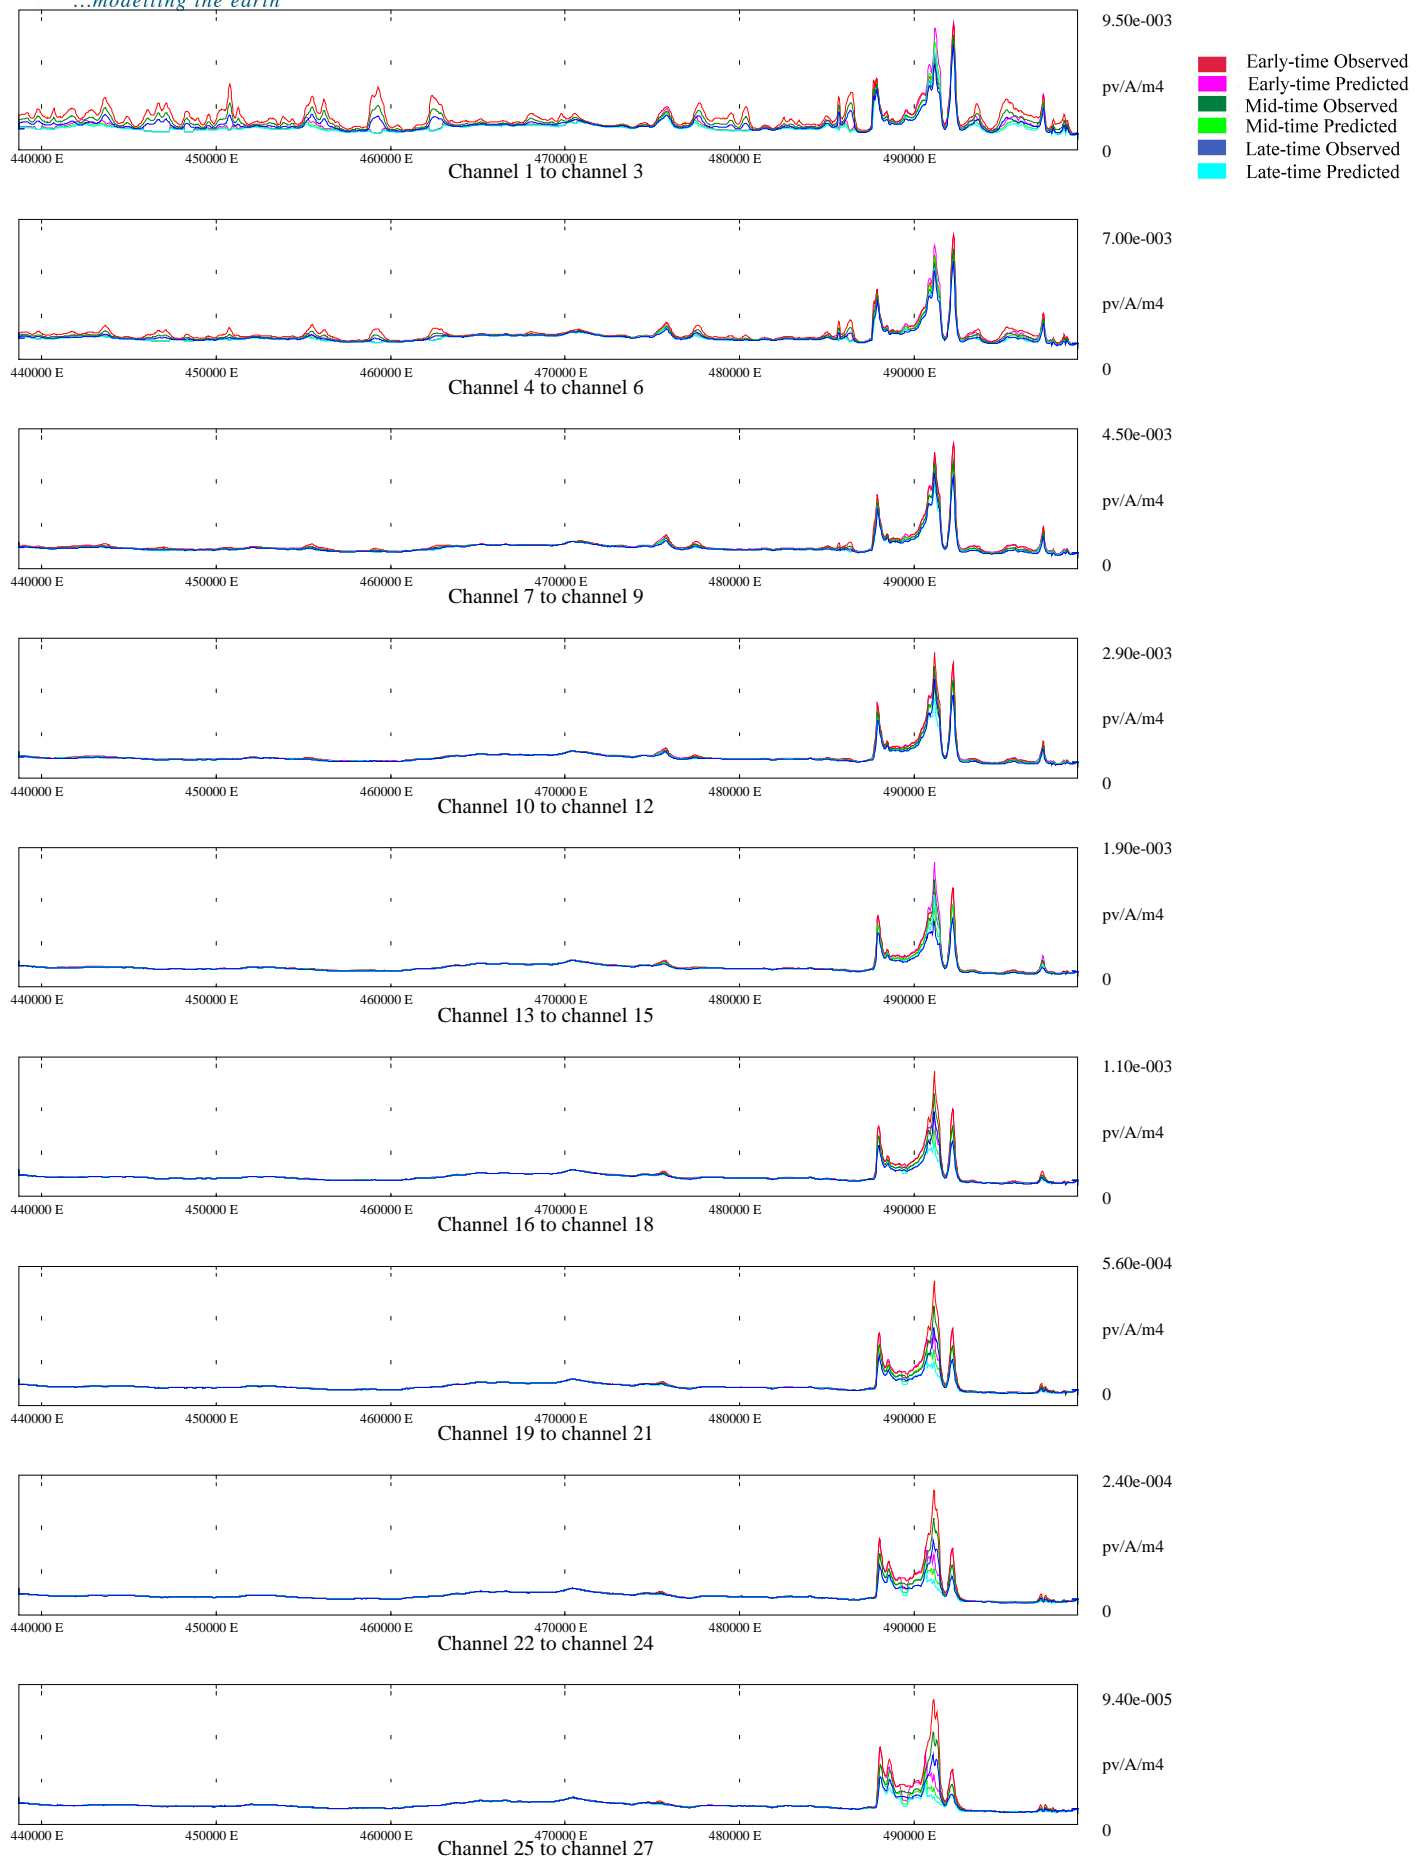 ...modelling the earth
9.50e-003
pv/A/m4
0
Early-time Observed
Early-time Predicted
Mid-time Observed
Mid-time Predicted
Late-time Observed
Late-time Predicted
440000 E 450000 E 460000 E 470000 E 480000 E 490000 E
Channel 1 to channel 3
7.00e-003
pv/A/m4
0
440000 E 450000 E 460000 E 470000 E 480000 E 490000 E
Channel 4 to channel 6
4.50e-003
pv/A/m4
0
440000 E 450000 E 460000 E 470000 E 480000 E 490000 E
Channel 7 to channel 9
2.90e-003
pv/A/m4
0
440000 E 450000 E 460000 E 470000 E 480000 E 490000 E
Channel 10 to channel 12
1.90e-003
pv/A/m4
0
440000 E 450000 E 460000 E 470000 E 480000 E 490000 E
Channel 13 to channel 15
1.10e-003
pv/A/m4
0
440000 E 450000 E 460000 E 470000 E 480000 E 490000 E
Channel 16 to channel 18
5.60e-004
pv/A/m4
0
440000 E 450000 E 460000 E 470000 E 480000 E 490000 E
Channel 19 to channel 21
2.40e-004
pv/A/m4
0
440000 E 450000 E 460000 E 470000 E 480000 E 490000 E
Channel 22 to channel 24
9.40e-005
pv/A/m4
0
440000 E 450000 E 460000 E 470000 E 480000 E 490000 E
Channel 25 to channel 27